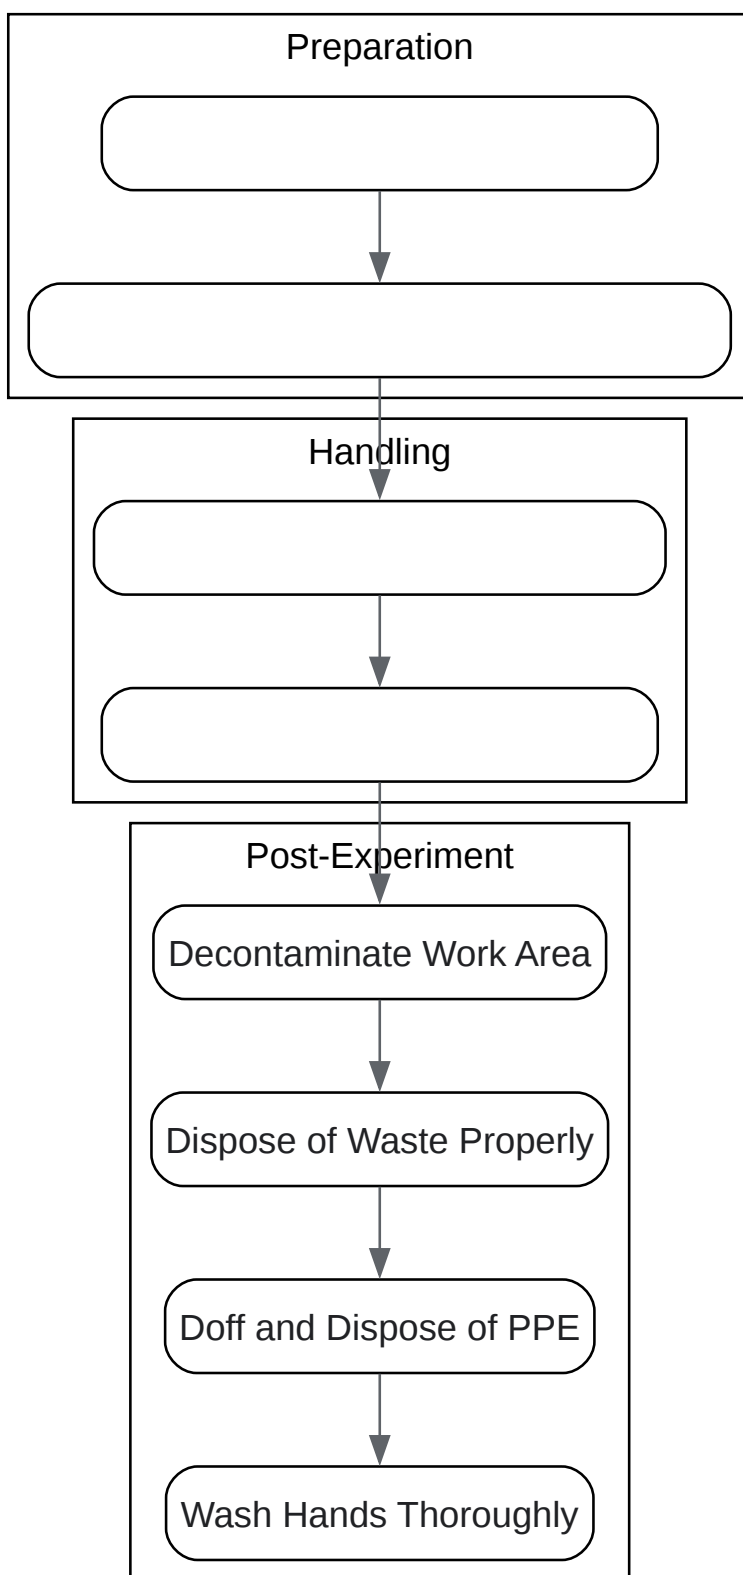 Preparation
Handling
Post-Experiment
Decontaminate Work Area
Dispose of Waste Properly
Doff and Dispose of PPE
Wash Hands Thoroughly